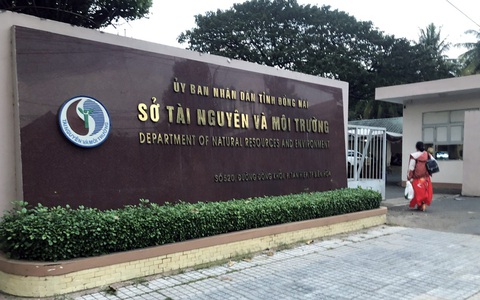 ỦY BAN NHÂN DÂN TỈNH ĐỒNG NAI
SỞ TÀI NGUYÊN VÀ MÔI TRƯỜNG
DEPARTMENT OF NATURAL RESOURCES AND ENVIRONMENT